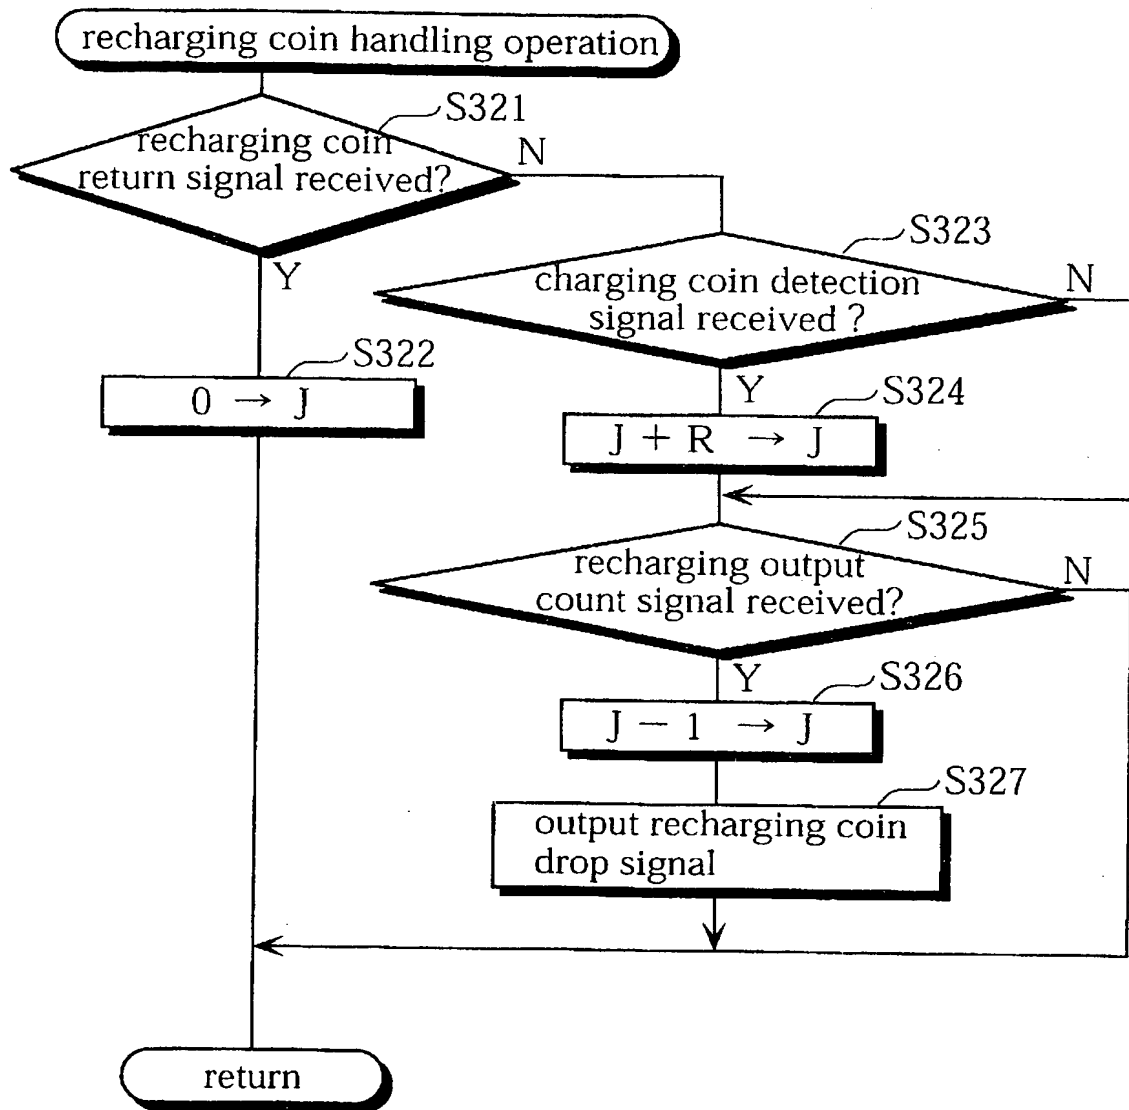 recharging coin handling operation
S321
recharging coin
return signal received?
N
Y
S322
0 → J
S323
charging coin detection
signal received ?
N
Y
S324
J + R → J
S325
recharging output
count signal received?
N
Y
S326
J − 1 → J
S327
output recharging coin
drop signal
return